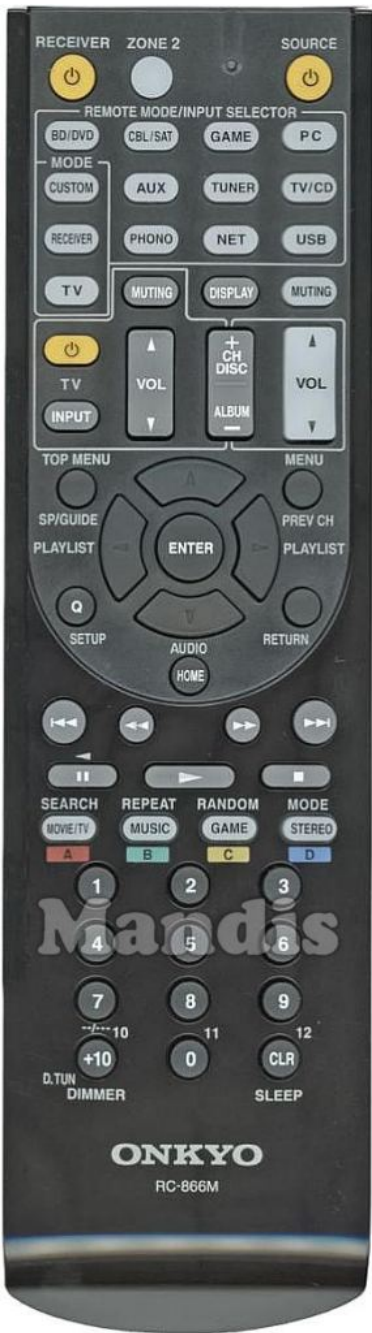 RECEIVER ZONE 2 SOURCE
REMOTE MODE/INPUT SELECTOR
BD/DVD CBL/SAT GAME PC
MODE
CUSTOM AUX TUNER TV/CD
RECEIVER PHONO NET USB
TV MUTING DISPLAY MUTING
+
CH
DISC
TV VOL VOL
INPUT ALBUM
–
TOP MENU MENU
SP/GUIDE PREV CH
PLAYLIST ENTER PLAYLIST
Q
SETUP AUDIO RETURN
HOME
SEARCH REPEAT RANDOM MODE
MOVIE/TV MUSIC GAME STEREO
A B C D
1 2 3
Mandis
4 5 6
7 8 9
--/--- 10 11 12
+10 0 CLR
D.TUN
DIMMER SLEEP
ONKYO
RC-866M